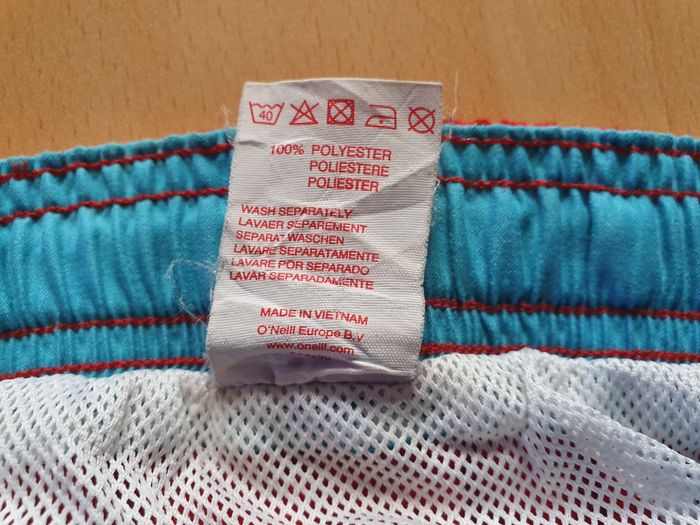 40
100% POLYESTER
POLIESTERE
POLIESTER
WASH SEPARATELY
LAVAER SEPAREMENT
SEPARAT WASCHEN
LAVARE SEPARATAMENTE
LAVARE POR SEPARADO
LAVAR SEPARADAMENTE
MADE IN VIETNAM
O'Neill Europe B.V
www.oneill.com